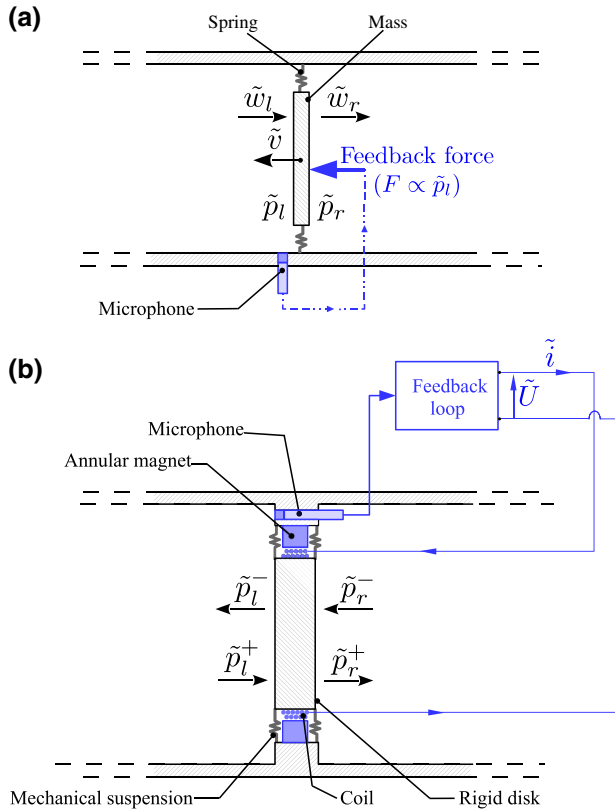 (a)
Spring
Mass
w̃_l
w̃_r
ṽ
Feedback force
(F ∝ p̃_l)
p̃_l
p̃_r
Microphone
(b)
ĩ
Feedback
loop
Ũ
Microphone
Annular magnet
p̃_l^-
p̃_r^-
p̃_l^+
p̃_r^+
Mechanical suspension
Coil
Rigid disk